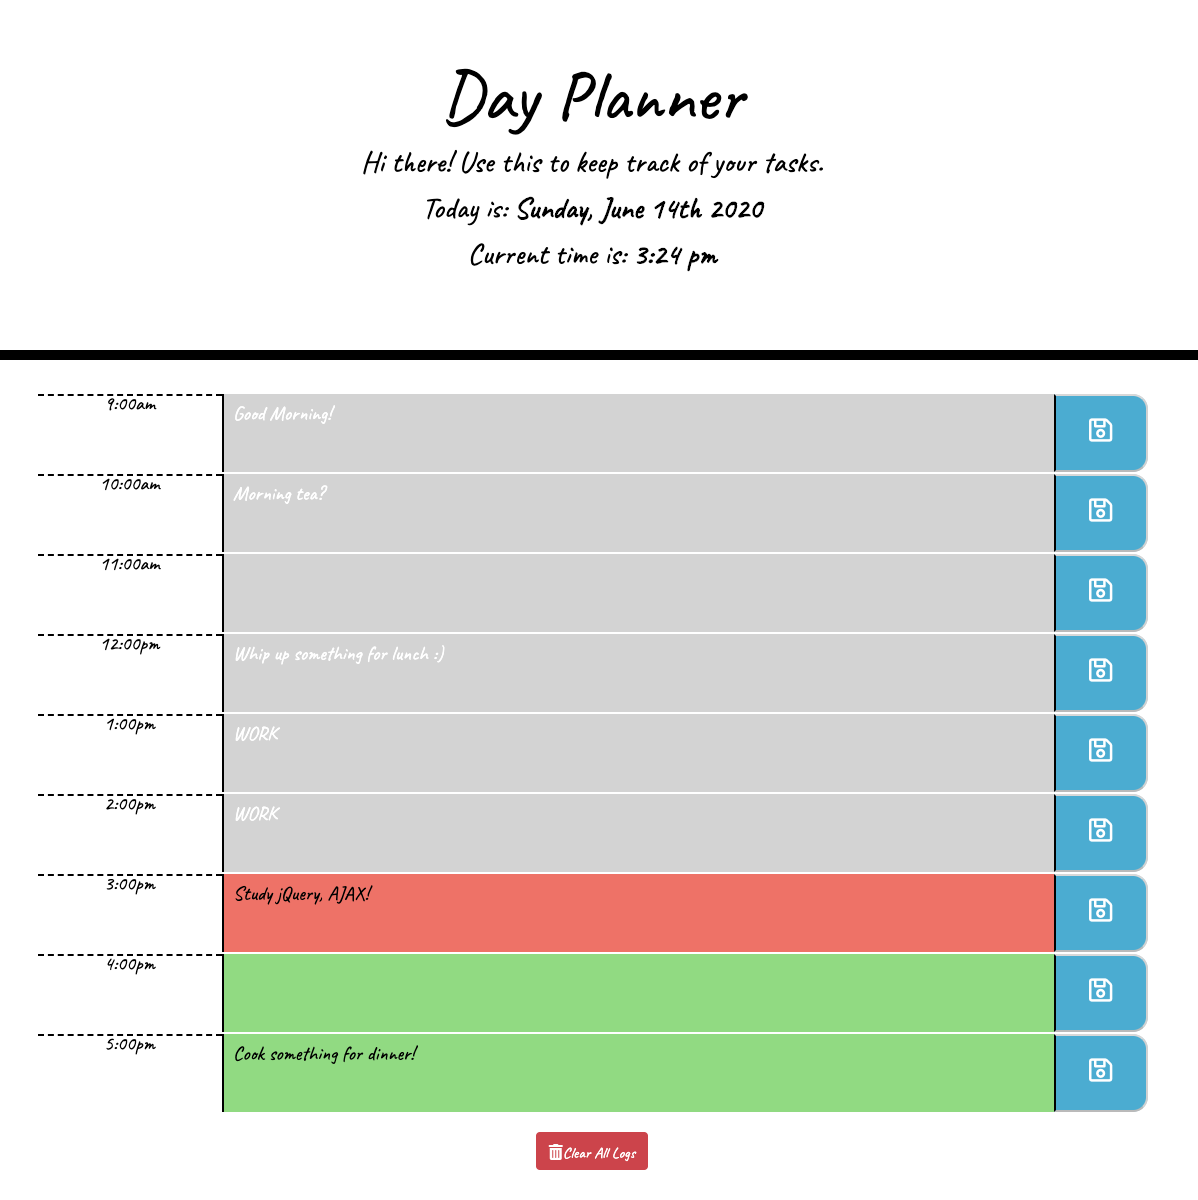 Day Planner
Hi there! Use this to keep track of your tasks.
Today is: Sunday, June 14th 2020
Current time is: 3:24 pm
9:00am Good Morning!
10:00am Morning tea?
11:00am
12:00pm Whip up something for lunch :)
1:00pm WORK
2:00pm WORK
3:00pm Study jQuery, AJAX!
4:00pm
5:00pm Cook something for dinner!
Clear All Logs